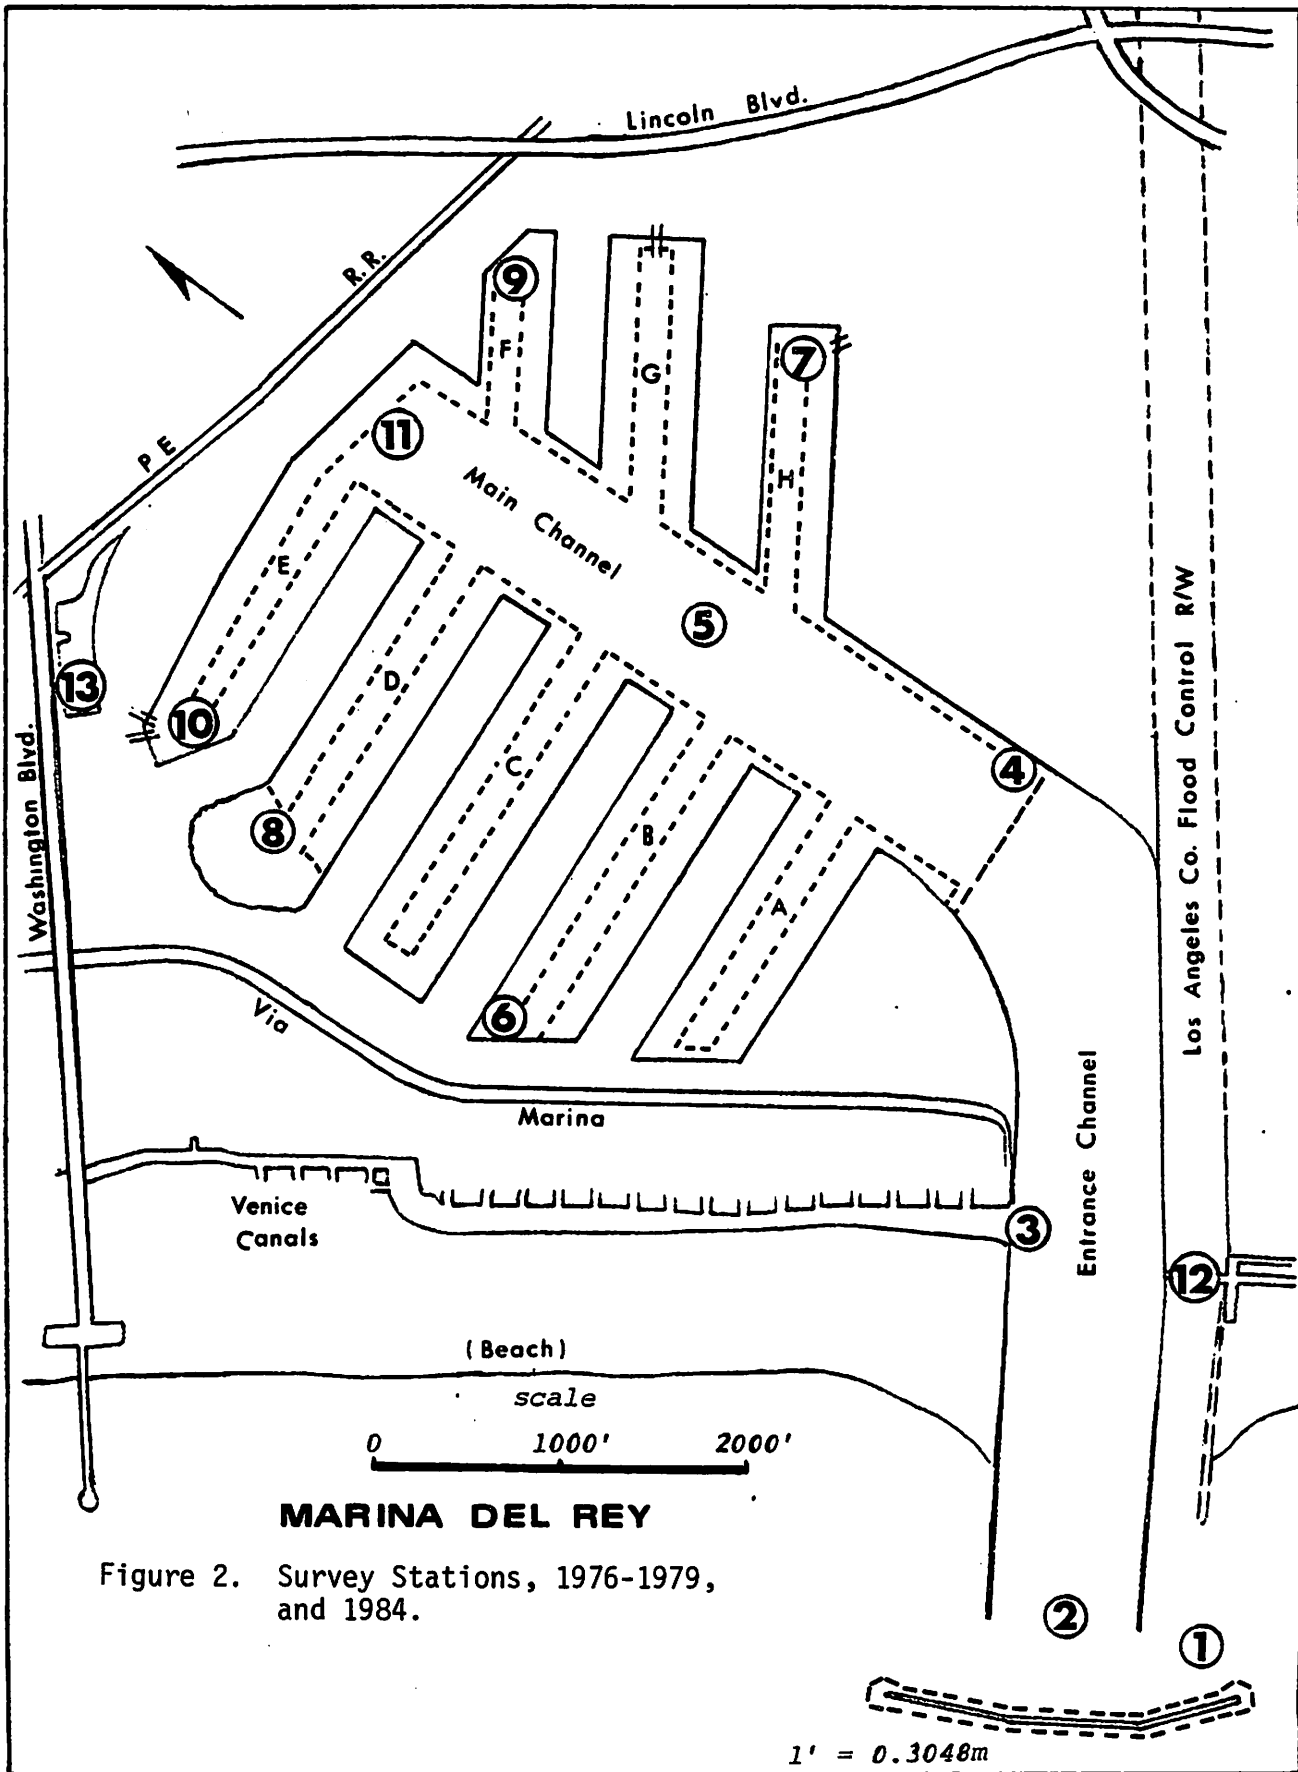 Lincoln Blvd.
R.R.
P E
9
F
G
7
H
11
Main Channel
E
5
D
13
10
C
4
8
B
A
6
Washington Blvd.
Los Angeles Co. Flood Control R/W
Via
Marina
Entrance Channel
Venice
Canals
3
12
(Beach)
scale
0 1000' 2000'
MARINA DEL REY
Figure 2. Survey Stations, 1976-1979,
and 1984.
2
1
1' = 0.3048m